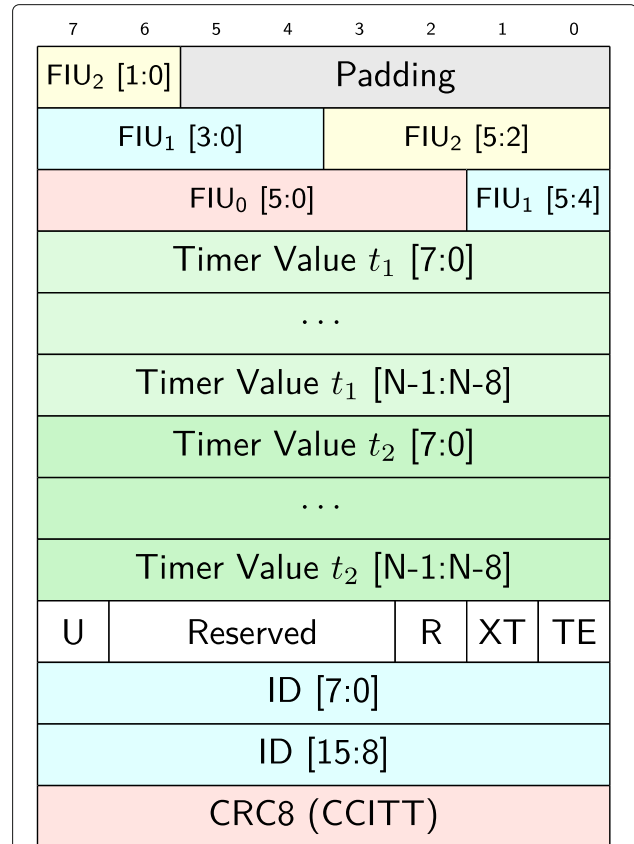 7 6 5 4 3 2 1 0
FIU₂ [1:0] Padding
FIU₁ [3:0] FIU₂ [5:2]
FIU₀ [5:0] FIU₁ [5:4]
Timer Value t₁ [7:0]
...
Timer Value t₁ [N-1:N-8]
Timer Value t₂ [7:0]
...
Timer Value t₂ [N-1:N-8]
U Reserved R XT TE
ID [7:0]
ID [15:8]
CRC8 (CCITT)